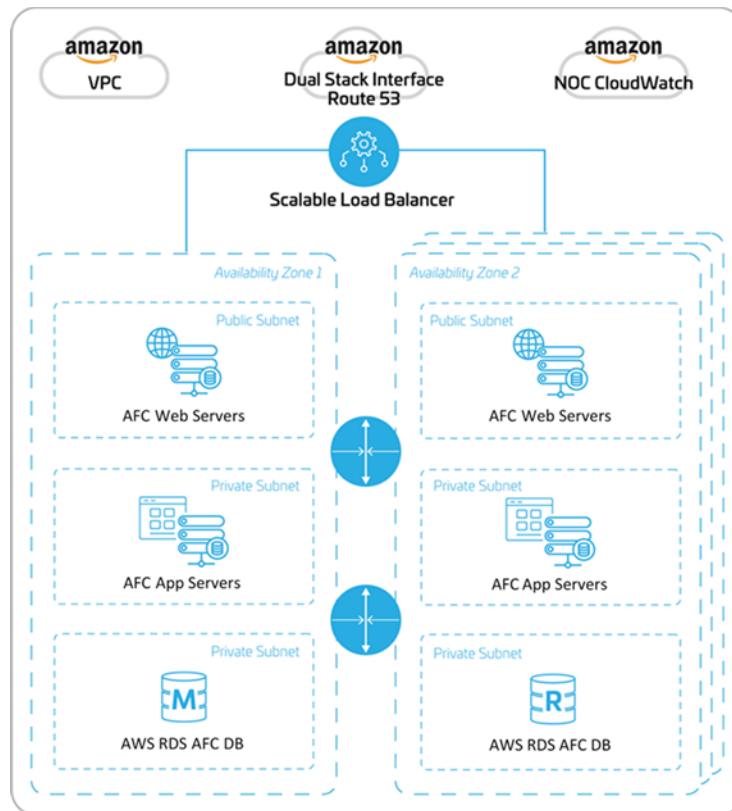 amazon
VPC
amazon
Dual Stack Interface
Route 53
amazon
NOC CloudWatch
Scalable Load Balancer
Availability Zone 1
Public Subnet
AFC Web Servers
Private Subnet
AFC App Servers
Private Subnet
M
AWS RDS AFC DB
Availability Zone 2
Public Subnet
AFC Web Servers
Private Subnet
AFC App Servers
Private Subnet
R
AWS RDS AFC DB